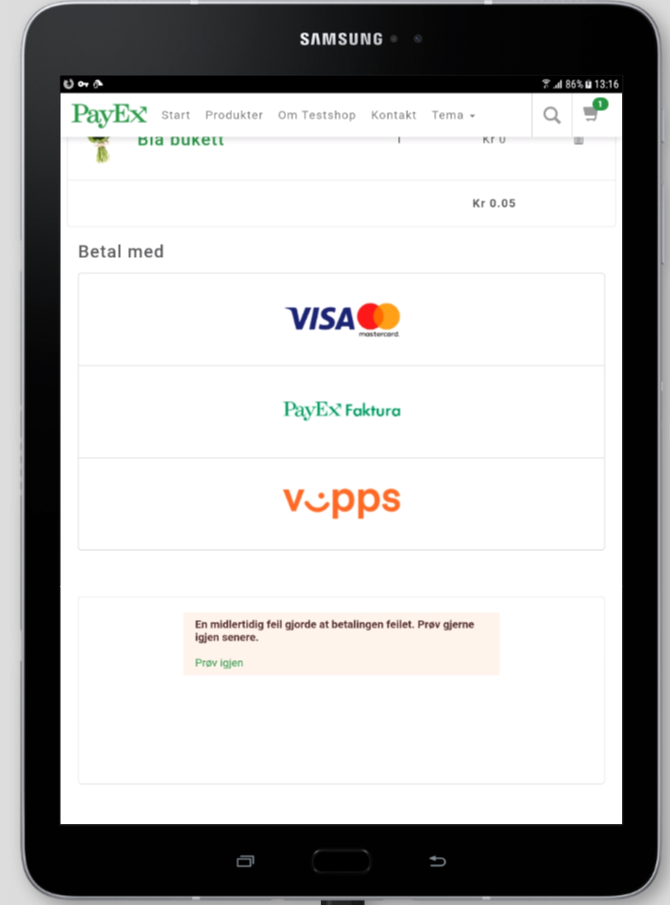 SAMSUNG
86% 13:16
PayEx Start Produkter Om Testshop Kontakt Tema 1
Blå bukett 1 Kr 0
Kr 0.05
Betal med
VISA mastercard.
PayEx Faktura
vipps
En midlertidig feil gjorde at betalingen feilet. Prøv gjerne
igjen senere.
Prøv igjen